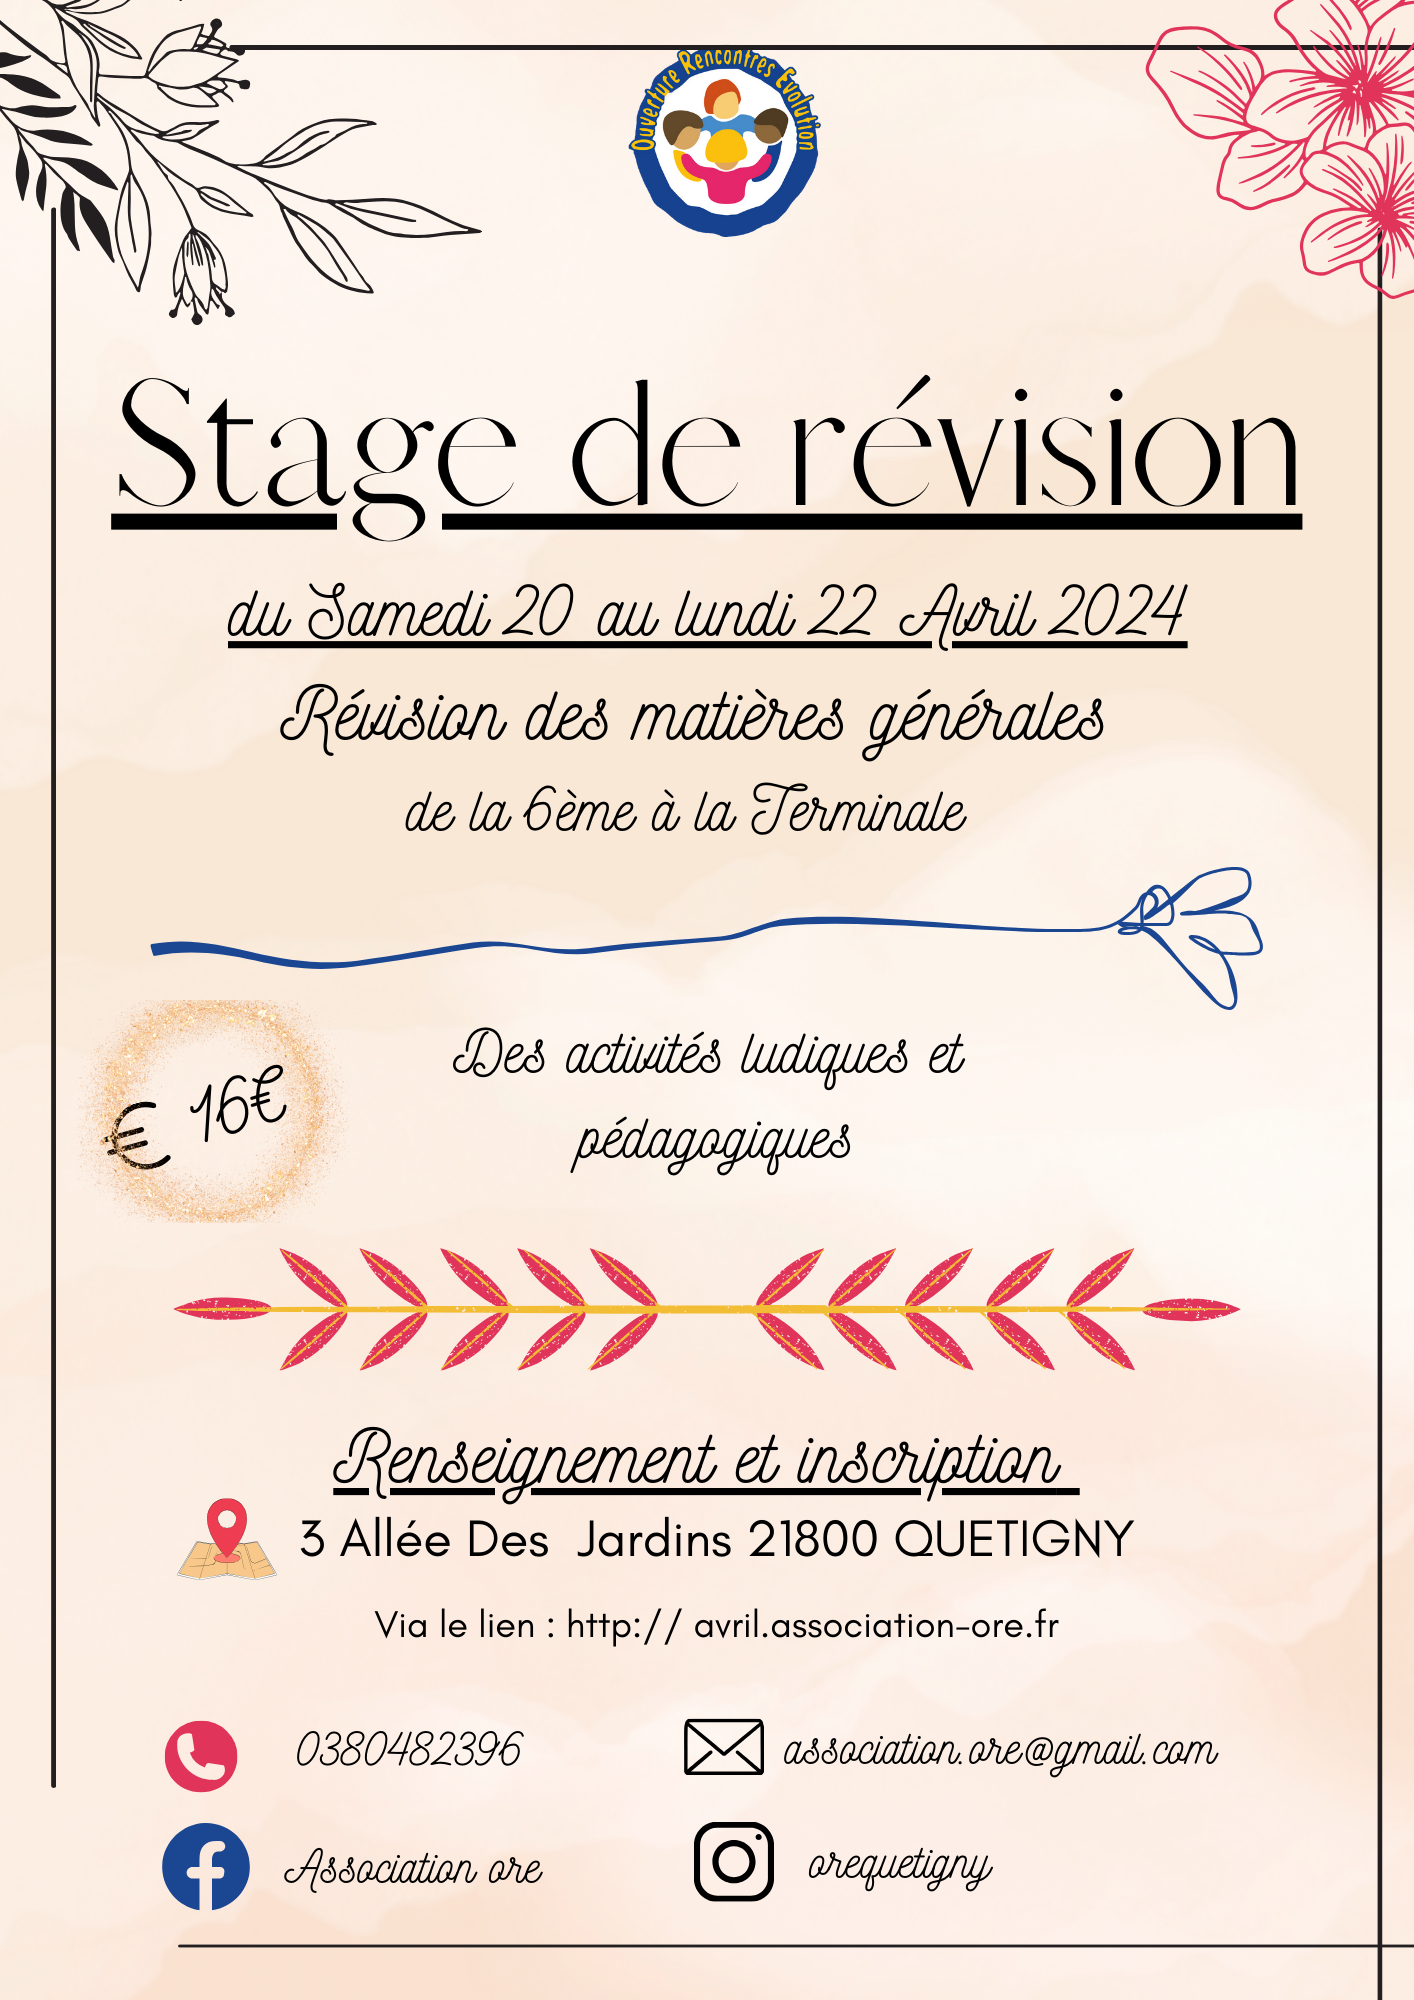 Ouverture Rencontres Evolution
Stage de révision
du Samedi 20 au lundi 22 Avril 2024
Révision des matières générales
de la 6ème à la Terminale
€ 16€
Des activités ludiques et
pédagogiques
Renseignement et inscription
3 Allée Des Jardins 21800 QUETIGNY
Via le lien : http:// avril.association-ore.fr
0380482396
association.ore@gmail.com
Association ore
orequetigny